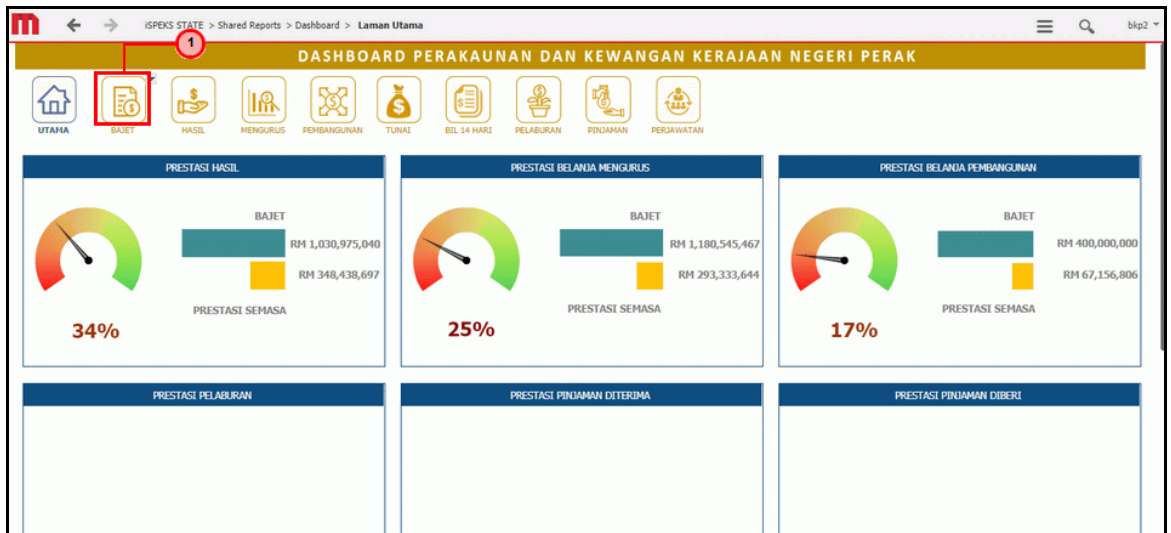 iSPEKS STATE > Shared Reports > Dashboard > Laman Utama
bkp2
1
DASHBOARD PERAKAUNAN DAN KEWANGAN KERAJAAN NEGERI PERAK
UTAMA BAJET HASIL MENGURUS PEMBANGUNAN TUNAI BIL 14 HARI PELABURAN PINJAMAN PERJAWATAN
PRESTASI HASIL
BAJET
RM 1,030,975,040
RM 348,438,697
PRESTASI SEMASA
34%
PRESTASI BELANJA MENGURUS
BAJET
RM 1,180,545,467
RM 293,333,644
PRESTASI SEMASA
25%
PRESTASI BELANJA PEMBANGUNAN
BAJET
RM 400,000,000
RM 67,156,806
PRESTASI SEMASA
17%
PRESTASI PELABURAN
PRESTASI PINJAMAN DITERIMA
PRESTASI PINJAMAN DIBERI